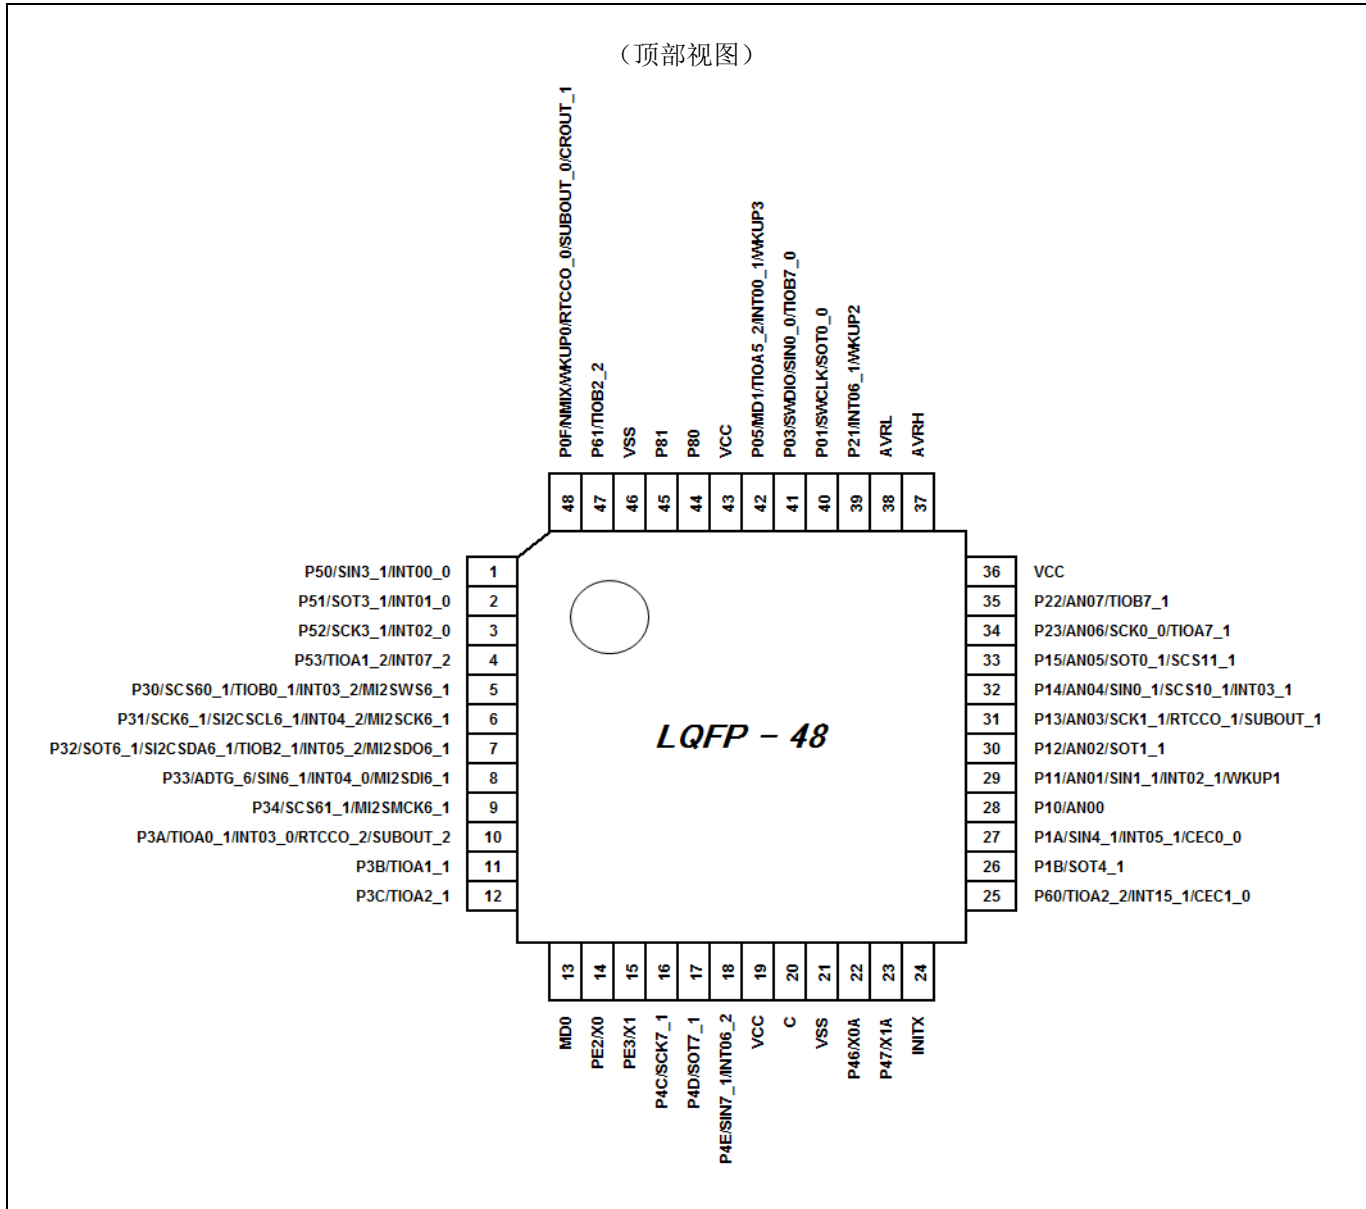 （顶部视图）
P0F/NMIX/WKUP0/RTCCO_0/SUBOUT_0/CROUT_1
P61/TIOB2_2
VSS
P81
P80
VCC
P05/MD1/TIOA5_2/INT00_1/WKUP3
P03/SWDIO/SIN0_0/TIOB7_0
P01/SWCLK/SOT0_0
P21/INT06_1/WKUP2
AVRL
AVRH
48
47
46
45
44
43
42
41
40
39
38
37
P50/SIN3_1/INT00_0 1
P51/SOT3_1/INT01_0 2
P52/SCK3_1/INT02_0 3
P53/TIOA1_2/INT07_2 4
P30/SCS60_1/TIOB0_1/INT03_2/MI2SWS6_1 5
P31/SCK6_1/SI2CSCL6_1/INT04_2/MI2SCK6_1 6
P32/SOT6_1/SI2CSDA6_1/TIOB2_1/INT05_2/MI2SDO6_1 7
P33/ADTG_6/SIN6_1/INT04_0/MI2SDI6_1 8
P34/SCS61_1/MI2SMCK6_1 9
P3A/TIOA0_1/INT03_0/RTCCO_2/SUBOUT_2 10
P3B/TIOA1_1 11
P3C/TIOA2_1 12
LQFP - 48
36 VCC
35 P22/AN07/TIOB7_1
34 P23/AN06/SCK0_0/TIOA7_1
33 P15/AN05/SOT0_1/SCS11_1
32 P14/AN04/SIN0_1/SCS10_1/INT03_1
31 P13/AN03/SCK1_1/RTCCO_1/SUBOUT_1
30 P12/AN02/SOT1_1
29 P11/AN01/SIN1_1/INT02_1/WKUP1
28 P10/AN00
27 P1A/SIN4_1/INT05_1/CEC0_0
26 P1B/SOT4_1
25 P60/TIOA2_2/INT15_1/CEC1_0
13
14
15
16
17
18
19
20
21
22
23
24
MD0
PE2/X0
PE3/X1
P4C/SCK7_1
P4D/SOT7_1
P4E/SIN7_1/INT06_2
VCC
C
VSS
P46/X0A
P47/X1A
INITX